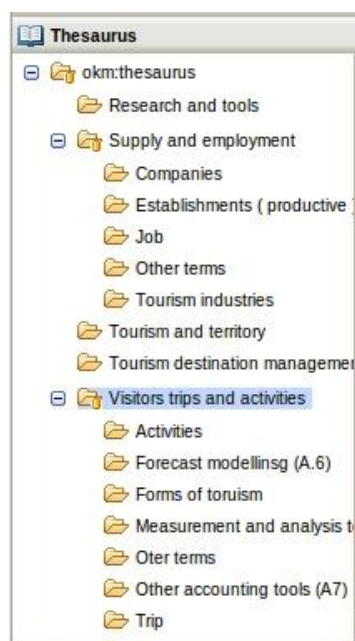 Thesaurus
okm:thesaurus
Research and tools
Supply and employment
Companies
Establishments ( productive
Job
Other terms
Tourism industries
Tourism and territory
Tourism destination managemen
Visitors trips and activities
Activities
Forecast modellinsg (A.6)
Forms of toruism
Measurement and analysis t
Oter terms
Other accounting tools (A7)
Trip